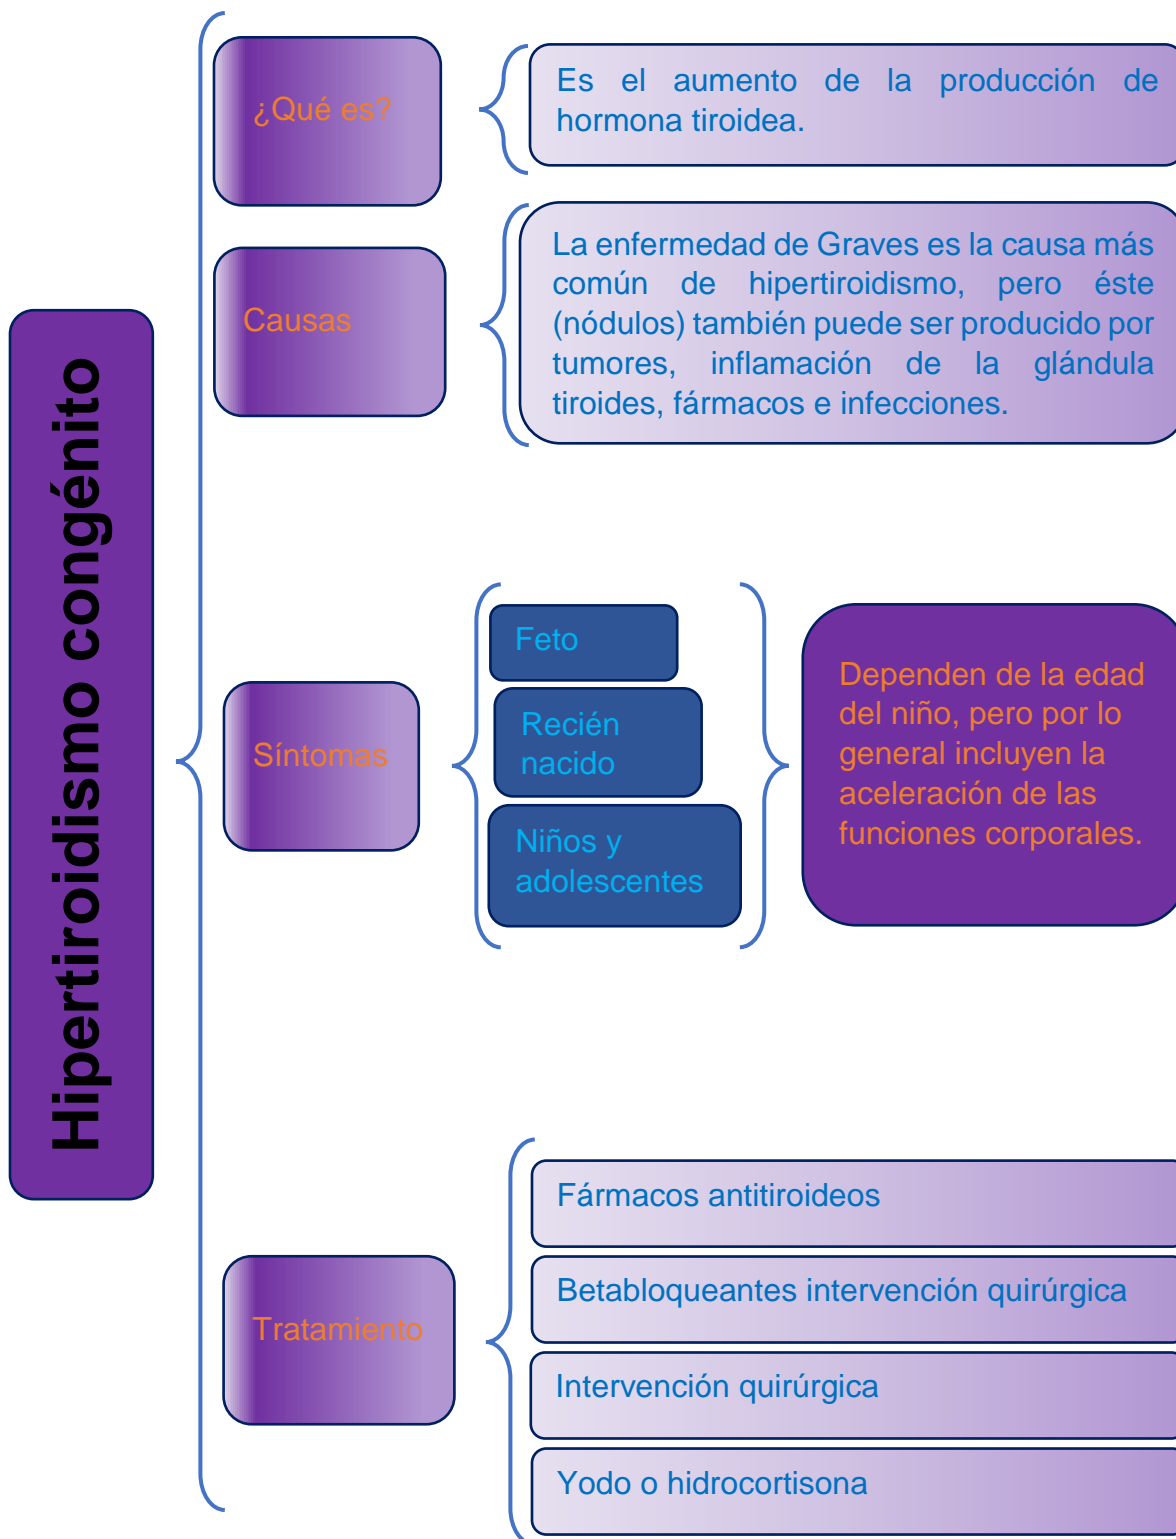 Hipertiroidismo congénito
¿Qué es?
Es el aumento de la producción de
hormona tiroidea.
Causas
La enfermedad de Graves es la causa más
común de hipertiroidismo, pero éste
(nódulos) también puede ser producido por
tumores, inflamación de la glándula
tiroides, fármacos e infecciones.
Síntomas
Feto
Recién
nacido
Niños y
adolescentes
Dependen de la edad
del niño, pero por lo
general incluyen la
aceleración de las
funciones corporales.
Tratamiento
Fármacos antitiroideos
Betabloqueantes intervención quirúrgica
Intervención quirúrgica
Yodo o hidrocortisona